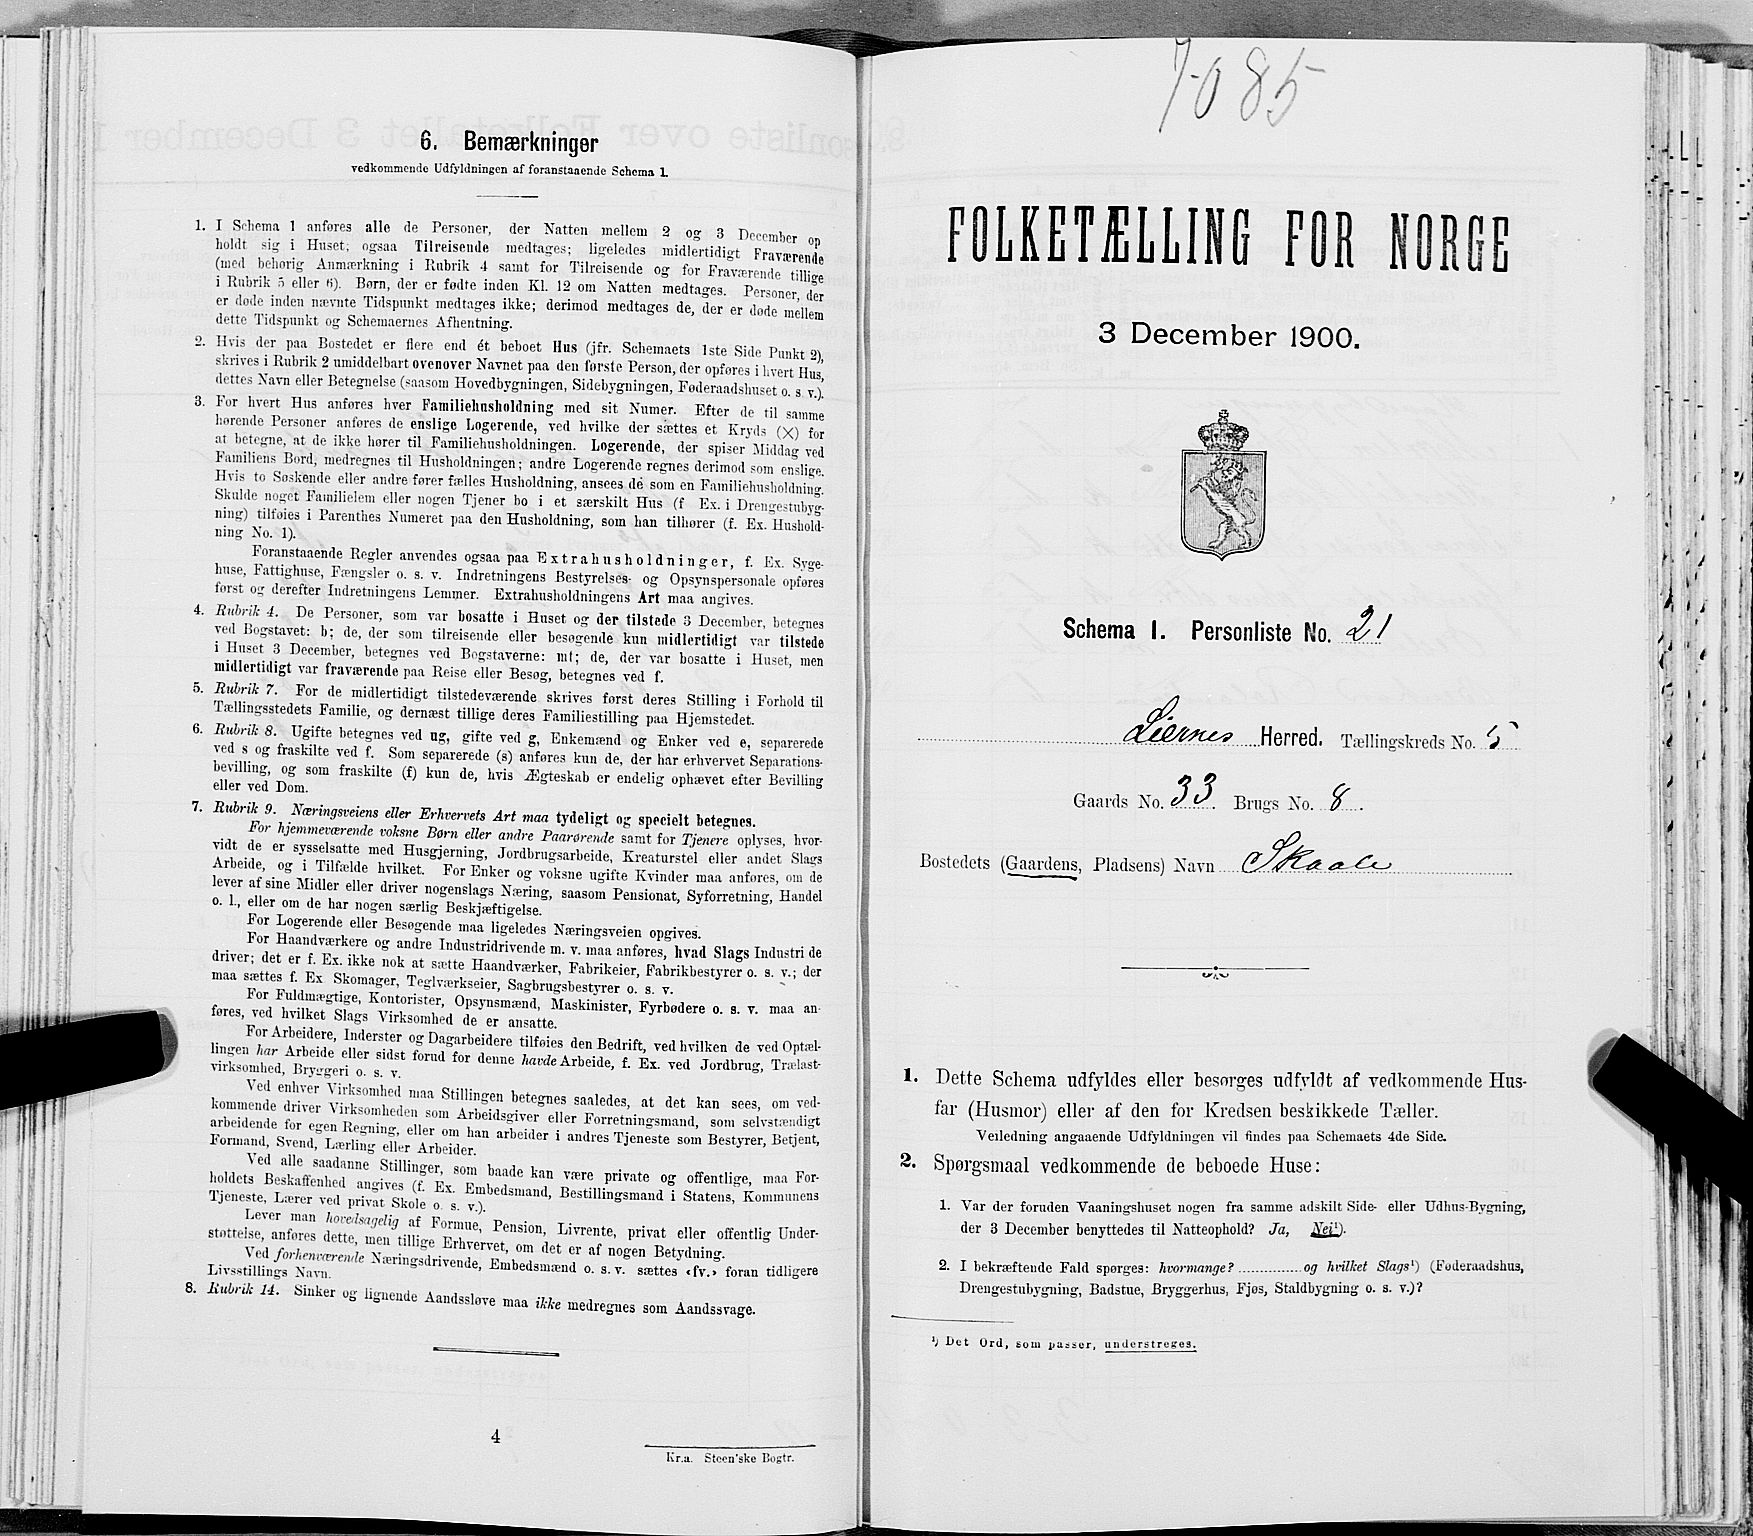 6. Bemærkninger
vedkommende Udfyldningen af foranstaaende Schema 1.
1. I Schema 1 anføres alle de Personer, der Natten mellem 2 og 3 December op
holdt sig i Huset; ogsaa Tilreisende medtages; ligeledes midlertidigt Fraværende
(med behørig Anmærkning i Rubrik 4 samt for Tilreisende og for Fraværende tillige
i Rubrik 5 eller 6). Børn, der er fødte inden Kl. 12 om Natten medtages. Personer, der
er døde inden nævnte Tidspunkt medtages ikke; derimod medtages de, der er døde mellem
dette Tidspunkt og Schemaernes Afhentning.
2. Hvis der paa Bostedet er flere end ét beboet Hus (jfr. Schemaets 1ste Side Punkt 2),
skrives i Rubrik 2 umiddelbart ovenover Navnet paa den første Person, der opføres i hvert Hus,
dettes Navn eller Betegnelse (saasom Hovedbygningen, Sidebygningen, Føderaadshuset o. s. v.).
3. For hvert Hus anføres hver Familiehusholdning med sit Numer. Efter de til samme
hørende Personer anføres de enslige Logerende, ved hvilke der sættes et Kryds (×) for
at betegne, at de ikke hører til Familiehusholdningen. Logerende, der spiser Middag ved
Familiens Bord, medregnes til Husholdningen; andre Logerende regnes derimod som enslige.
Hvis to Søskende eller andre fører fælles Husholdning, ansees de som en Familiehusholdning.
Skulde noget Familielem eller nogen Tjener bo i et særskilt Hus (f Ex. i Drengestubyg-
ning) tilføies i Parenthes Numeret paa den Husholdning, som han tilhører (f. Ex. Hushold-
ning No. 1).
Foranstaaende Regler anvendes ogsaa paa Extrahusholdninger, f. Ex. Syge-
huse, Fattighuse, Fængsler o. s. v. Indretningens Bestyrelses- og Opsynspersonale opføres
først og derefter Indretningens Lemmer. Extrahusholdningens Art maa angives.
4. Rubrik 4. De Personer, som var bosatte i Huset og der tilstede 3 December, betegnes
ved Bogstavet: b; de, der som tilreisende eller besøgende kun midlertidigt var tilstede
i Huset 3 December, betegnes ved Bogstaverne: mt; de, der var bosatte i Huset, men
midlertidigt var fraværende paa Reise eller Besøg, betegnes ved f.
5. Rubrik 7. For de midlertidigt tilstedeværende skrives først deres Stilling i Forhold til
Tællingsstedets Familie, og dernæst tillige deres Familiestilling paa Hjemstedet.
6. Rubrik 8. Ugifte betegnes ved ug, gifte ved g, Enkemænd og Enker ved e, separerede
ved s og fraskilte ved f. Som separerede (s) anføres kun de, der har erhvervet Separations-
bevilling, og som fraskilte (f) kun de, hvis Ægteskab er endelig ophævet efter Bevilling
eller ved Dom.
7. Rubrik 9. Næringsveiens eller Erhvervets Art maa tydeligt og specielt betegnes.
For hjemmeværende voksne Børn eller andre Paarørende samt for Tjenere oplyses, hvor-
vidt de er sysselsatte med Husgjerning, Jordbrugsarbeide, Kreaturstel eller andet Slags
Arbeide, og i Tilfælde hvilket. For Enker og voksne ugifte Kvinder maa anføres, om de
lever af sine Midler eller driver nogenslags Næring, saasom Pensionat, Syforretning, Handel
o. l., eller om de har nogen særlig Beskjæftigelse.
For Logerende eller Besøgende maa ligeledes Næringsveien opgives.
For Haandværkere og andre Industridrivende m. v. maa anføres, hvad Slags Industri de
driver; det er f. Ex. ikke nok at sætte Haandværker, Fabrikeier, Fabrikbestyrer o. s. v.; der
maa sættes f. Ex Skomager, Teglværkseier, Sagbrugsbestyrer o. s. v.
For Fuldmægtige, Kontorister, Opsynsmænd, Maskinister, Fyrbødere o. s. v. maa an-
føres, ved hvilket Slags Virksomhed de er ansatte.
For Arbeidere, Inderster og Dagarbeidere tilføies den Bedrift, ved hvilken de ved Optæl-
lingen har Arbeide eller sidst forud for denne havde Arbeide, f. Ex. ved Jordbrug, Trælast-
virksomhed, Bryggeri o. s. v.
Ved enhver Virksomhed maa Stillingen betegnes saaledes, at det kan sees, om ved-
kommende driver Virksomheden som Arbeidsgiver eller Forretningsmand, som selvstændigt
arbeidende for egen Regning, eller om han arbeider i andres Tjeneste som Bestyrer, Betjent,
Formand, Svend, Lærling eller Arbeider.
Ved alle saadanne Stillinger, som baade kan være private og offentlige, maa For-
holdets Beskaffenhed angives (f. Ex. Embedsmand, Bestillingsmand i Statens, Kommunens
Tjeneste, Lærer ved privat Skole o. s. v.).
Lever man hovedsagelig af Formue, Pension, Livrente, privat eller offentlig Under-
støttelse, anføres dette, men tillige Erhvervet, om det er af nogen Betydning.
Ved forhenværende Næringsdrivende, Embedsmænd o. s. v. sættes «fv.» foran tidligere
Livsstillings Navn.
8. Rubrik 14. Sinker og lignende Aandssløve maa ikke medregnes som Aandssvage.
4
Kr.a. Steen'ske Bogtr.
7085
FOLKETÆLLING FOR NORGE
3 December 1900.
Schema 1. Personliste No. 21
Liernes Herred. Tællingskreds No. 5
Gaards No. 33. Brugs No. 8.
Bostedets (Gaardens, Pladsens) Navn Skaale
1. Dette Schema udfyldes eller besørges udfyldt af vedkommende Hus-
far (Husmor) eller af den for Kredsen beskikkede Tæller.
Veiledning angaaende Udfyldningen vil findes paa Schemaets 4de Side.
2. Spørgsmaal vedkommende de beboede Huse:
1. Var der foruden Vaaningshuset nogen fra samme adskilt Side- eller Udhus-Bygning,
der 3 December benyttedes til Natteophold? Ja, Nei¹).
2. I bekræftende Fald spørges: hvormange? og hvilket Slags¹) (Føderaadshus,
Drengestubygning, Badstue, Bryggerhus, Fjøs, Staldbygning o. s. v.)?
¹) Det Ord, som passer, understreges.